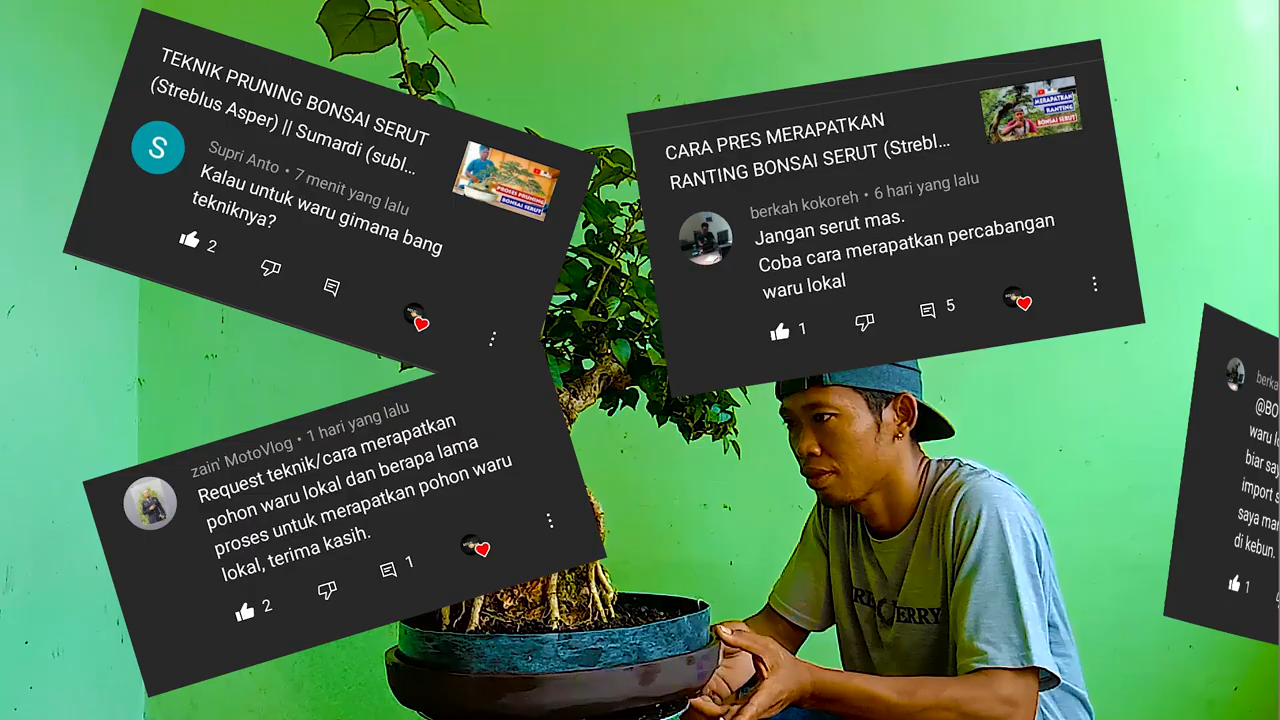 TEKNIK PRUNING BONSAI SERUT
(Streblus Asper) || Sumardi (subl...
PROSES PRUNING
BONSAI SERUT
S
Supri Anto • 7 menit yang lalu
Kalau untuk waru gimana bang
tekniknya?
2
CARA PRES MERAPATKAN
RANTING BONSAI SERUT (Strebl...
MERAPATKAN
RANTING
BONSAI SERUT
berkah kokoreh • 6 hari yang lalu
Jangan serut mas.
Coba cara merapatkan percabangan
waru lokal
1
5
zain' MotoVlog • 1 hari yang lalu
Request teknik/cara merapatkan
pohon waru lokal dan berapa lama
proses untuk merapatkan pohon waru
lokal, terima kasih.
2
1
berka
@BO
waru lo
biar say
import s
saya mar
di kebun.
1